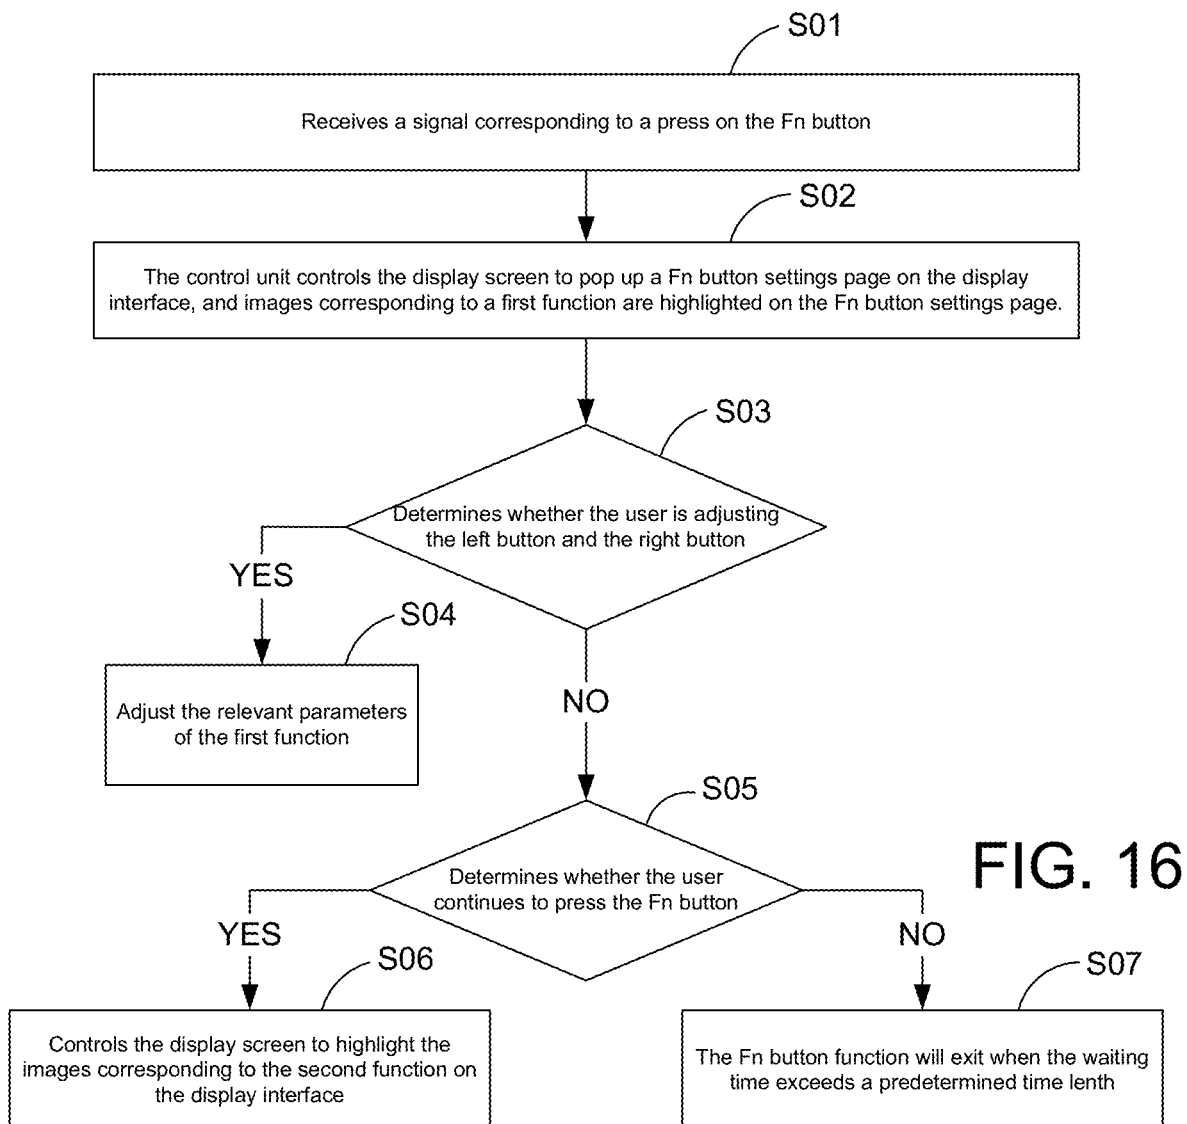 S01
Receives a signal corresponding to a press on the Fn button
S02
The control unit controls the display screen to pop up a Fn button settings page on the display
interface, and images corresponding to a first function are highlighted on the Fn button settings page.
S03
Determines whether the user is adjusting
the left button and the right button
YES
S04
Adjust the relevant parameters
of the first function
NO
S05
Determines whether the user
continues to press the Fn button
FIG. 16
YES
NO
S06
S07
Controls the display screen to highlight the
images corresponding to the second function on
the display interface
The Fn button function will exit when the waiting
time exceeds a predetermined time lenth